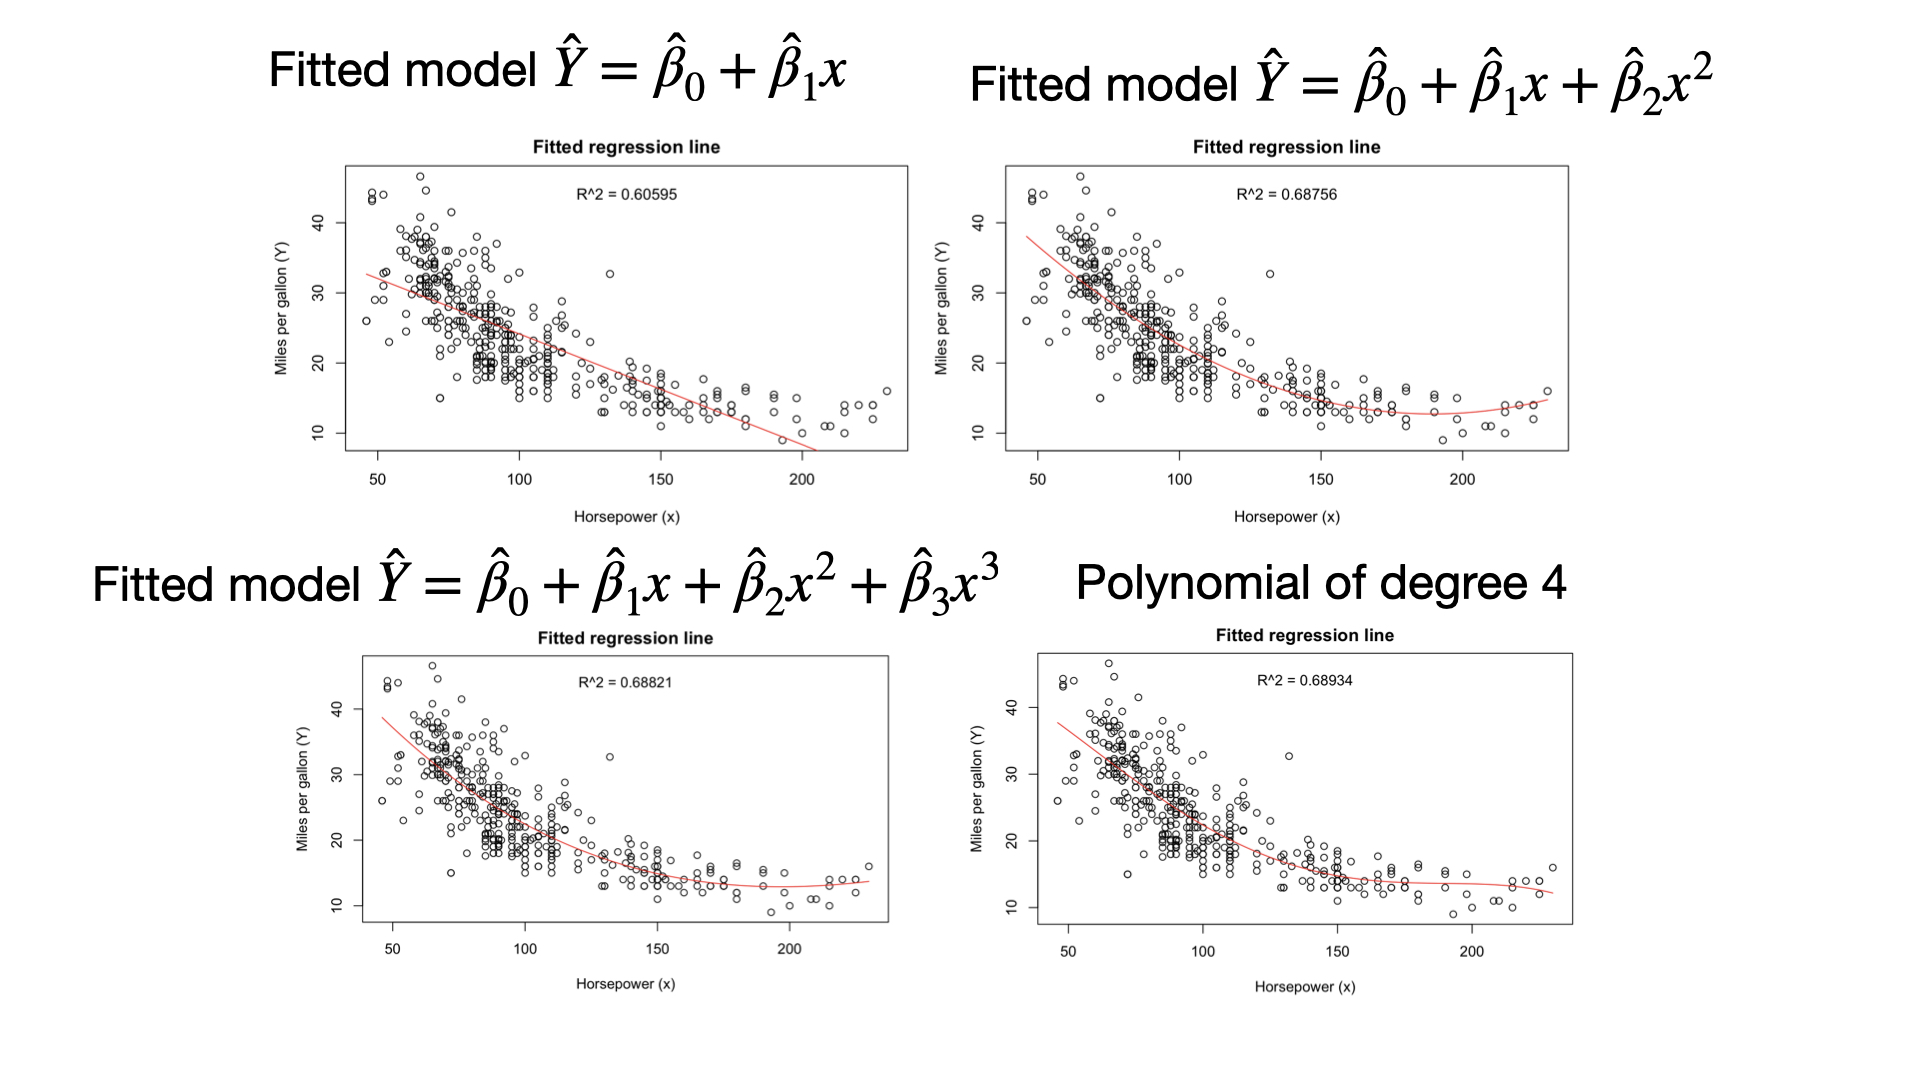 Fitted model Ŷ = β̂₀ + β̂₁x
Fitted regression line
R^2 = 0.60595
Miles per gallon (Y)
40
30
20
10
50 100 150 200
Horsepower (x)
Fitted model Ŷ = β̂₀ + β̂₁x + β̂₂x²
Fitted regression line
R^2 = 0.68756
Miles per gallon (Y)
40
30
20
10
50 100 150 200
Horsepower (x)
Fitted model Ŷ = β̂₀ + β̂₁x + β̂₂x² + β̂₃x³
Fitted regression line
R^2 = 0.68821
Miles per gallon (Y)
40
30
20
10
50 100 150 200
Horsepower (x)
Polynomial of degree 4
Fitted regression line
R^2 = 0.68934
Miles per gallon (Y)
40
30
20
10
50 100 150 200
Horsepower (x)